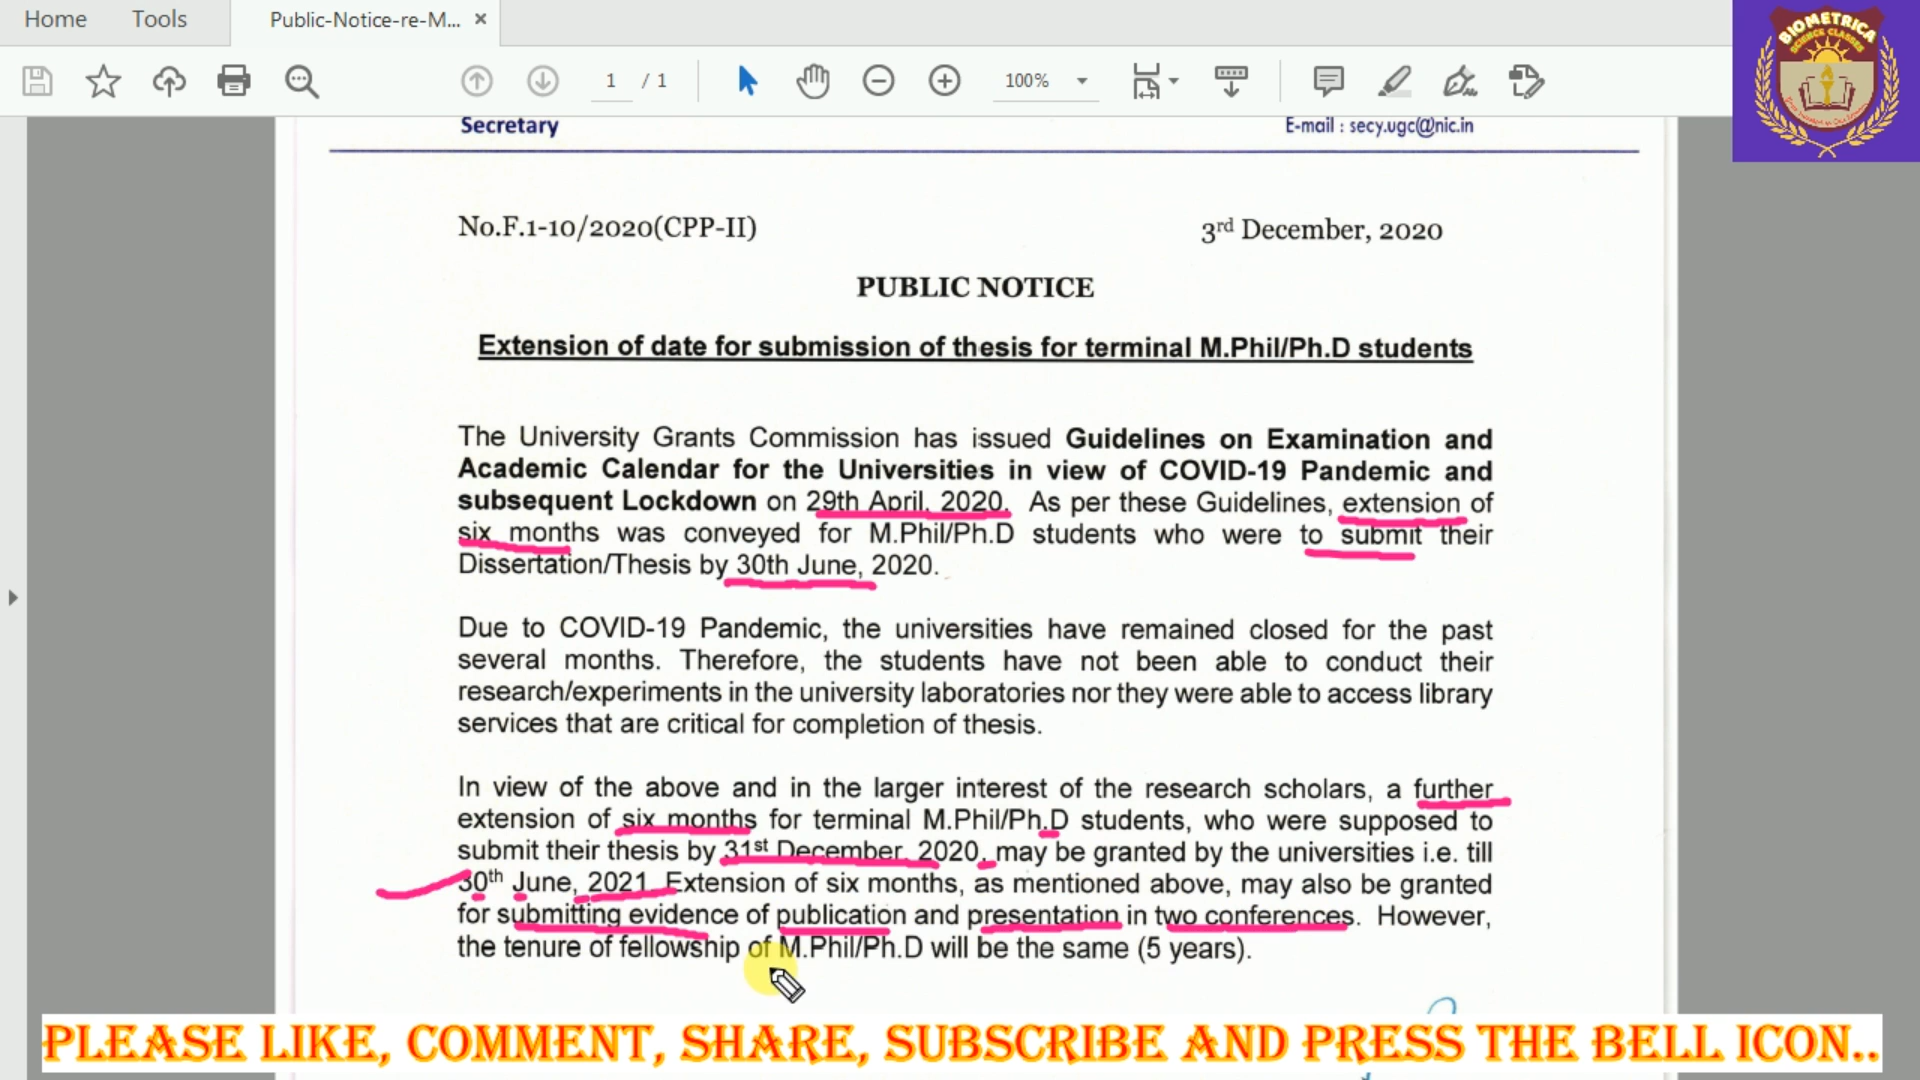 Home Tools Public-Notice-re-M... ×
1 / 1 100%
BIOMETRICA
SCIENCE CLASSES
Secretary E-mail : secy.ugc@nic.in
No.F.1-10/2020(CPP-II) 3rd December, 2020
PUBLIC NOTICE
Extension of date for submission of thesis for terminal M.Phil/Ph.D students
The University Grants Commission has issued Guidelines on Examination and
Academic Calendar for the Universities in view of COVID-19 Pandemic and
subsequent Lockdown on 29th April, 2020. As per these Guidelines, extension of
six months was conveyed for M.Phil/Ph.D students who were to submit their
Dissertation/Thesis by 30th June, 2020.
Due to COVID-19 Pandemic, the universities have remained closed for the past
several months. Therefore, the students have not been able to conduct their
research/experiments in the university laboratories nor they were able to access library
services that are critical for completion of thesis.
In view of the above and in the larger interest of the research scholars, a further
extension of six months for terminal M.Phil/Ph.D students, who were supposed to
submit their thesis by 31st December, 2020, may be granted by the universities i.e. till
30th June, 2021. Extension of six months, as mentioned above, may also be granted
for submitting evidence of publication and presentation in two conferences. However,
the tenure of fellowship of M.Phil/Ph.D will be the same (5 years).
PLEASE LIKE, COMMENT, SHARE, SUBSCRIBE AND PRESS THE BELL ICON..